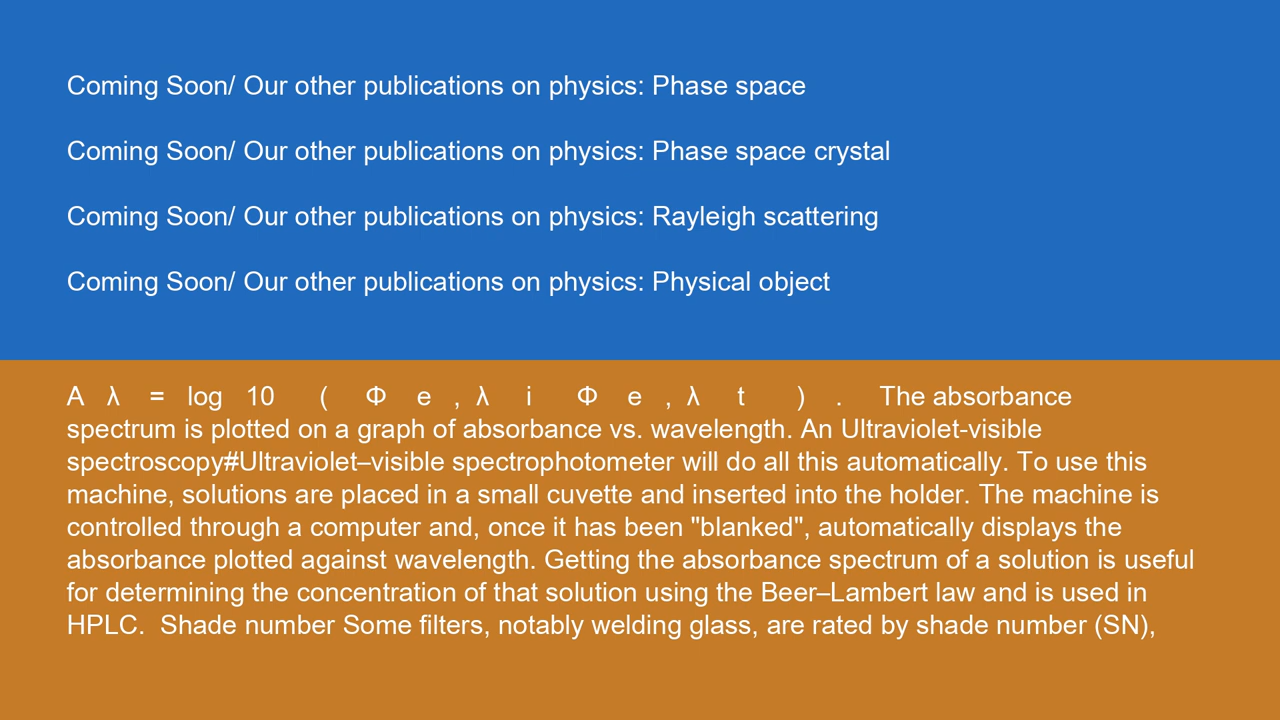 Coming Soon/ Our other publications on physics: Phase space
Coming Soon/ Our other publications on physics: Phase space crystal
Coming Soon/ Our other publications on physics: Rayleigh scattering
Coming Soon/ Our other publications on physics: Physical object
A λ = log 10 ( Φ e , λ i Φ e , λ t ) . The absorbance
spectrum is plotted on a graph of absorbance vs. wavelength. An Ultraviolet-visible
spectroscopy#Ultraviolet–visible spectrophotometer will do all this automatically. To use this
machine, solutions are placed in a small cuvette and inserted into the holder. The machine is
controlled through a computer and, once it has been "blanked", automatically displays the
absorbance plotted against wavelength. Getting the absorbance spectrum of a solution is useful
for determining the concentration of that solution using the Beer–Lambert law and is used in
HPLC. Shade number Some filters, notably welding glass, are rated by shade number (SN),